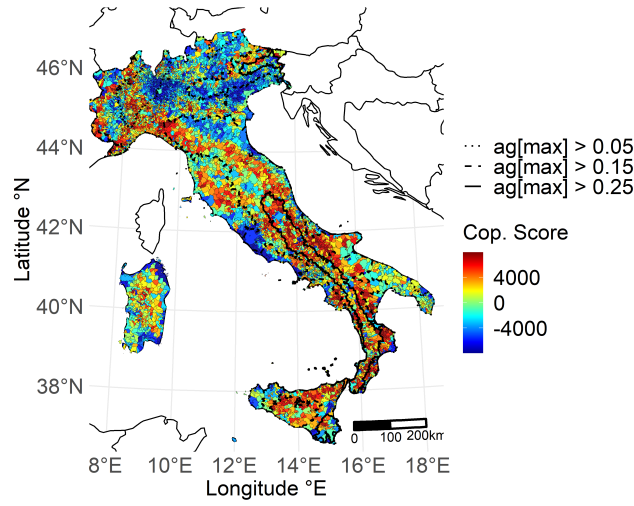 46°N
44°N
42°N
40°N
38°N
Latitude °N
8°E 10°E 12°E 14°E 16°E 18°E
Longitude °E
0 100 200km
ag[max] > 0.05
ag[max] > 0.15
ag[max] > 0.25
Cop. Score
4000
0
-4000